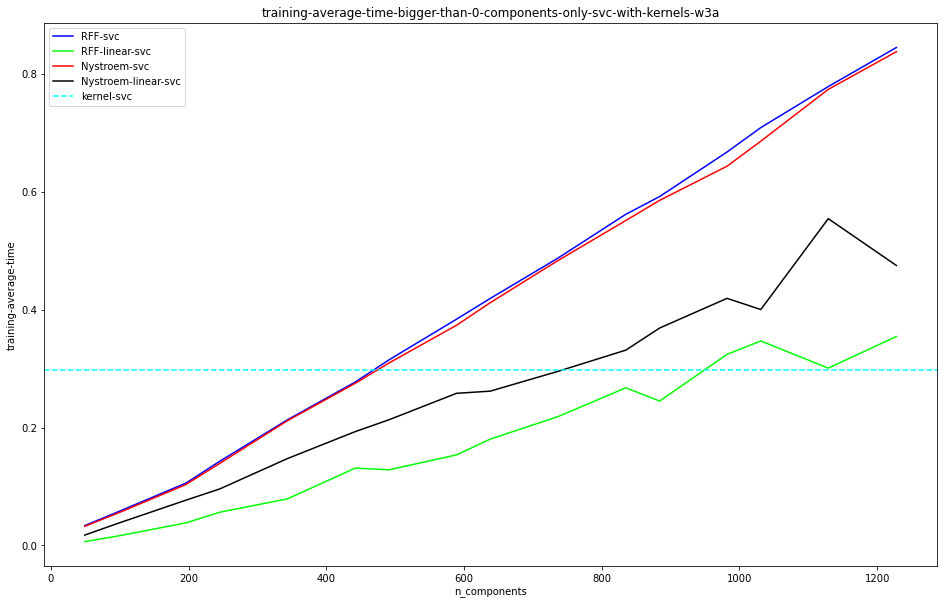 training-average-time-bigger-than-0-components-only-svc-with-kernels-w3a
RFF-svc
RFF-linear-svc
Nystroem-svc
Nystroem-linear-svc
kernel-svc
0.8
0.6
0.4
0.2
0.0
training-average-time
0 200 400 600 800 1000 1200
n_components